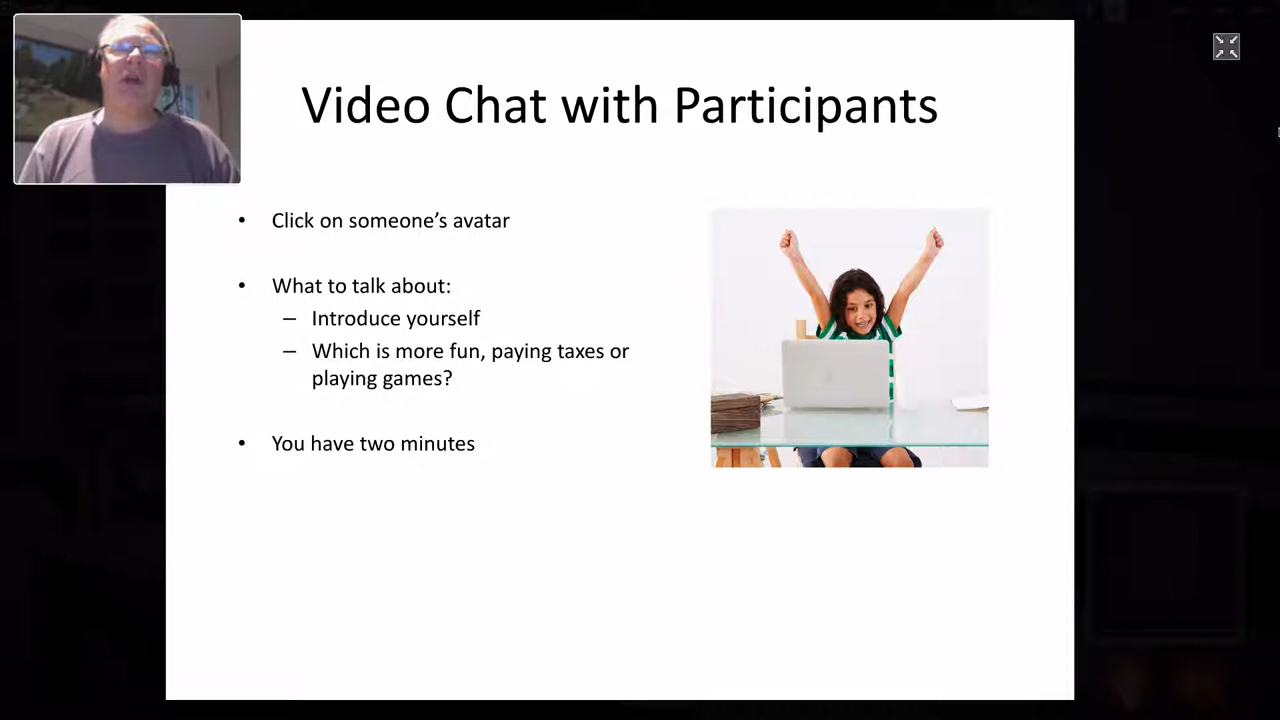 Video Chat with Participants
• Click on someone’s avatar
• What to talk about:
– Introduce yourself
– Which is more fun, paying taxes or
playing games?
• You have two minutes